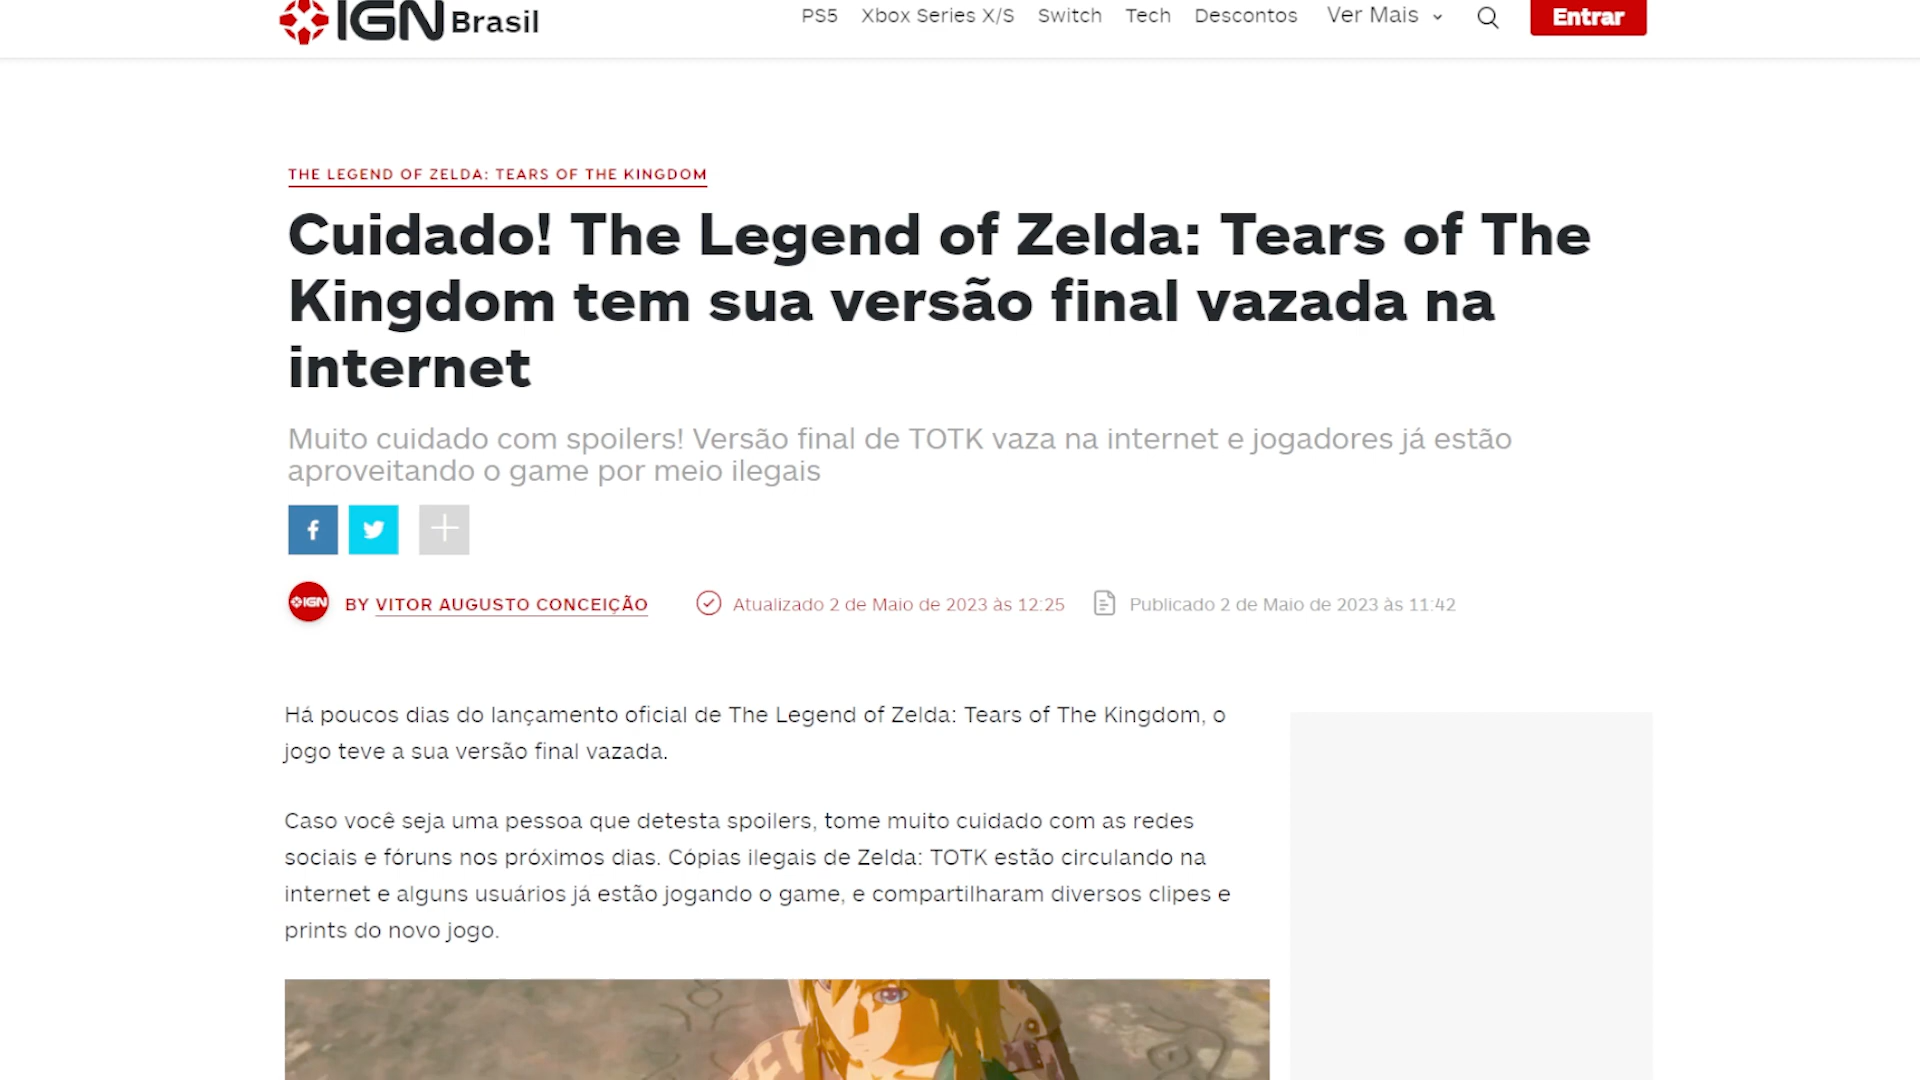 IGN Brasil
PS5 Xbox Series X/S Switch Tech Descontos Ver Mais Entrar
THE LEGEND OF ZELDA: TEARS OF THE KINGDOM
Cuidado! The Legend of Zelda: Tears of The
Kingdom tem sua versão final vazada na
internet
Muito cuidado com spoilers! Versão final de TOTK vaza na internet e jogadores já estão
aproveitando o game por meio ilegais
IGN BY VITOR AUGUSTO CONCEIÇÃO Atualizado 2 de Maio de 2023 às 12:25 Publicado 2 de Maio de 2023 às 11:42
Há poucos dias do lançamento oficial de The Legend of Zelda: Tears of The Kingdom, o
jogo teve a sua versão final vazada.
Caso você seja uma pessoa que detesta spoilers, tome muito cuidado com as redes
sociais e fóruns nos próximos dias. Cópias ilegais de Zelda: TOTK estão circulando na
internet e alguns usuários já estão jogando o game, e compartilharam diversos clipes e
prints do novo jogo.